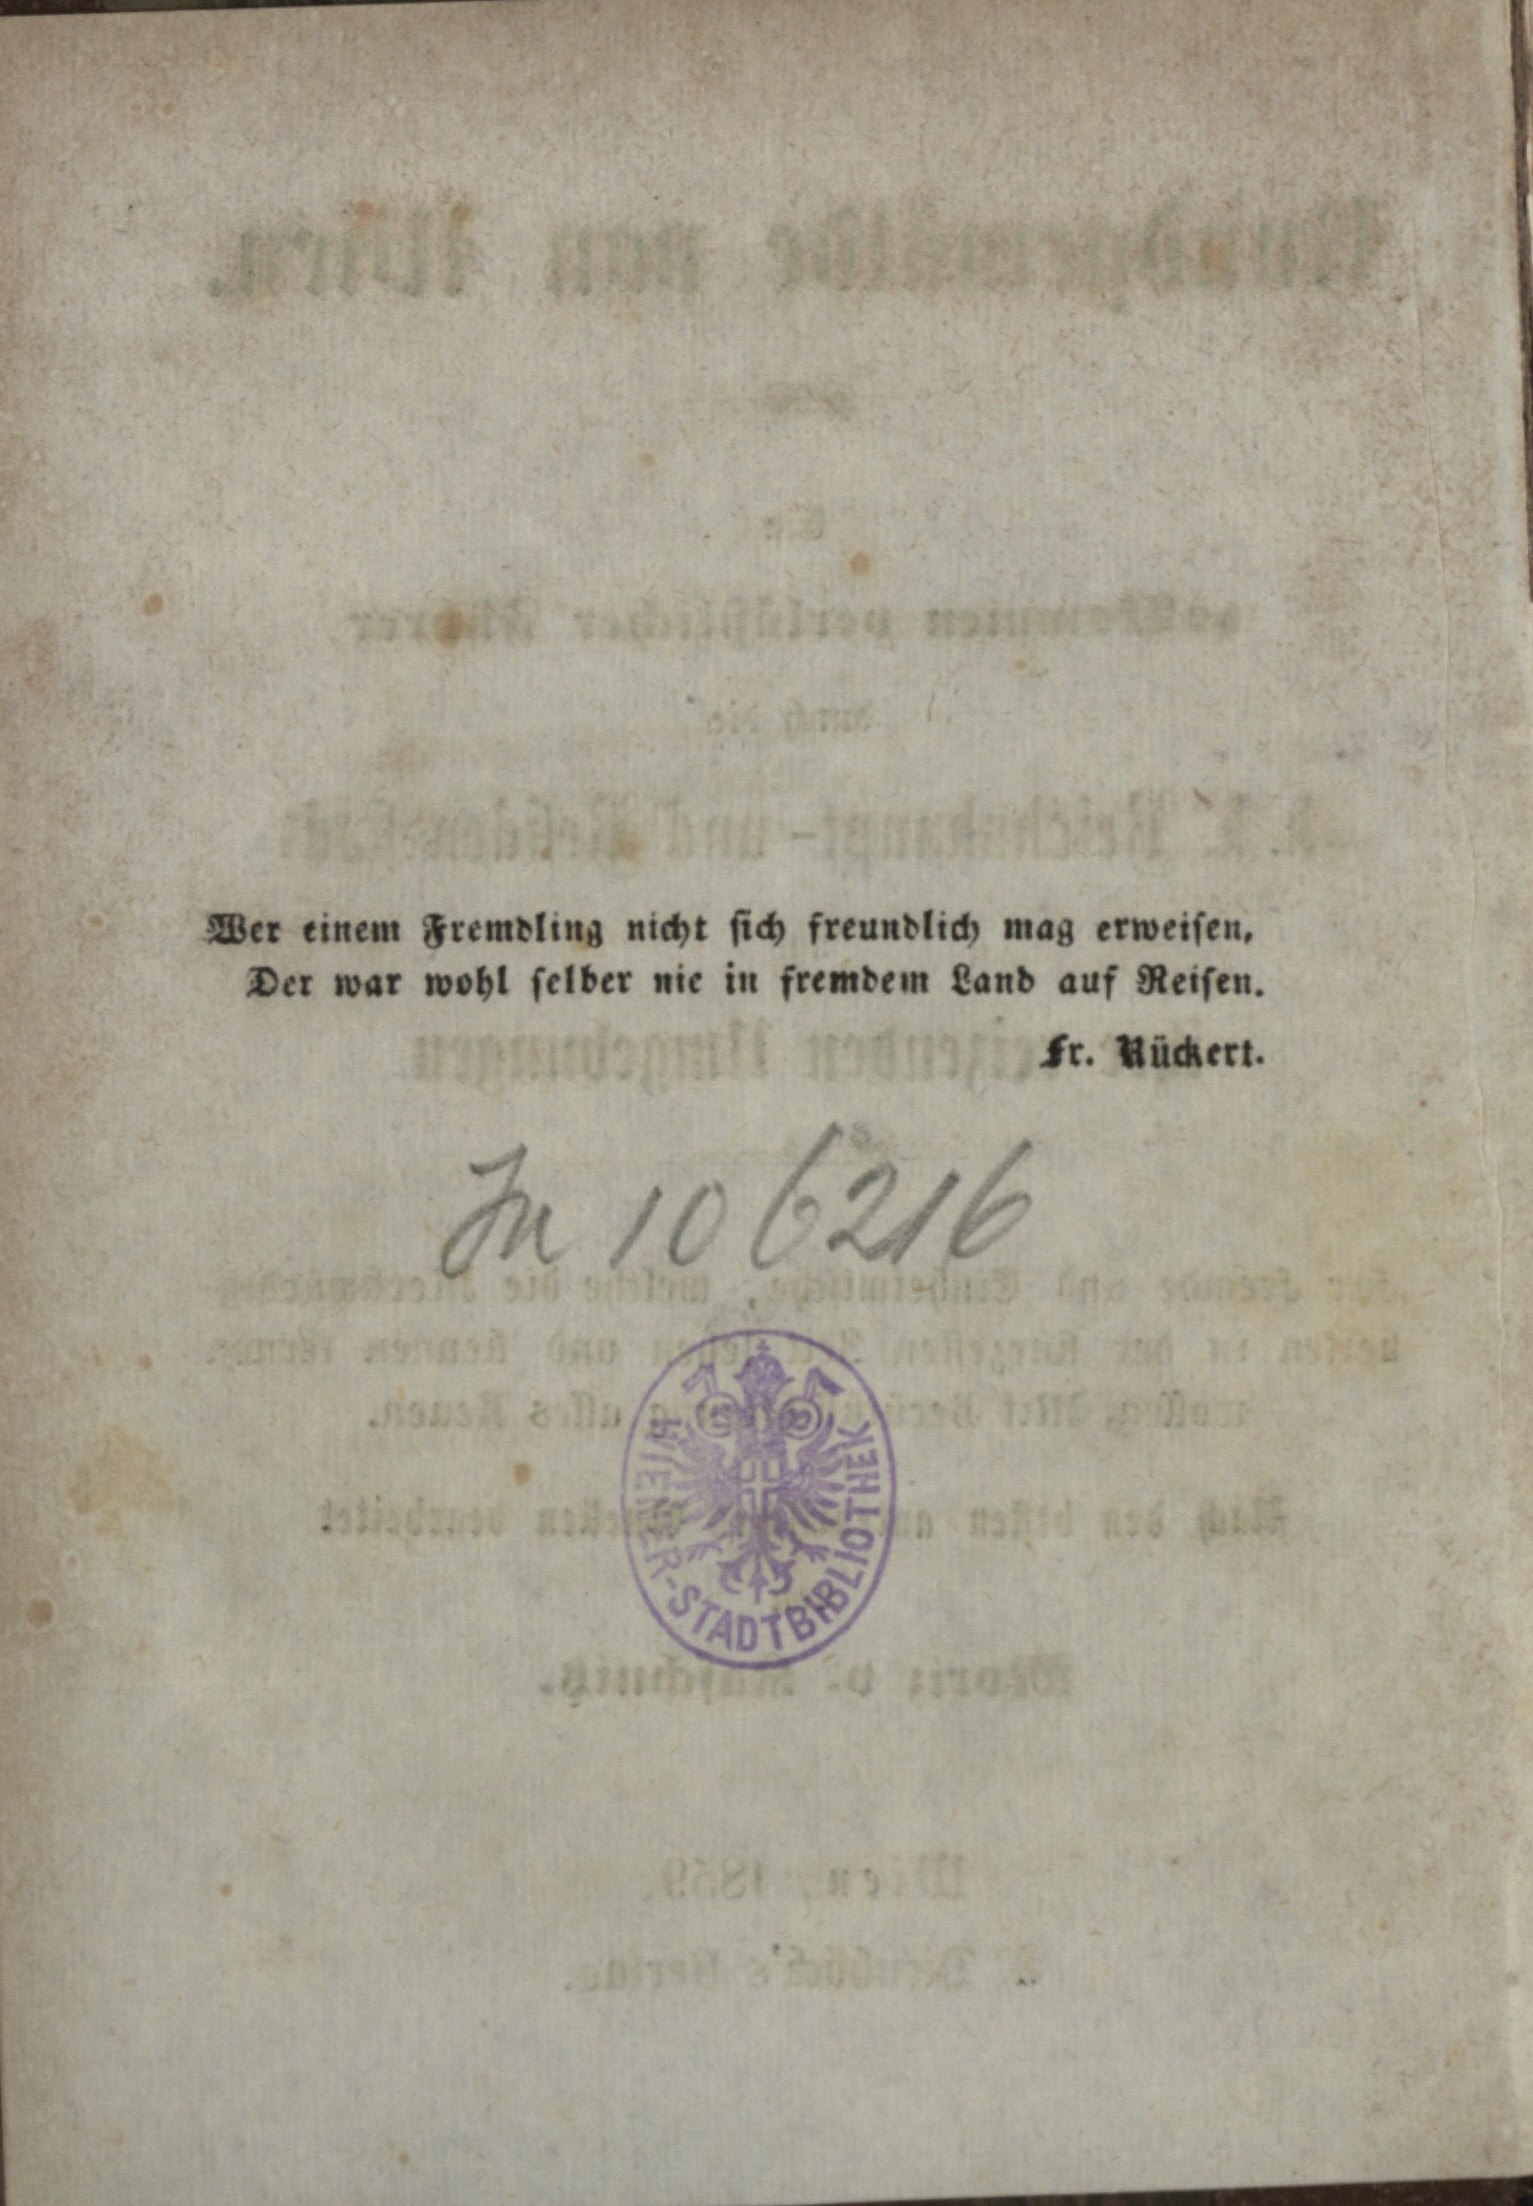 Wer einem Fremdling nicht sich freundlich mag erweisen,
Der war wohl selber nie in fremdem Land auf Reisen.
Fr. Rückert.
Jn 106216
WIENER-STADTBIBLIOTHEK